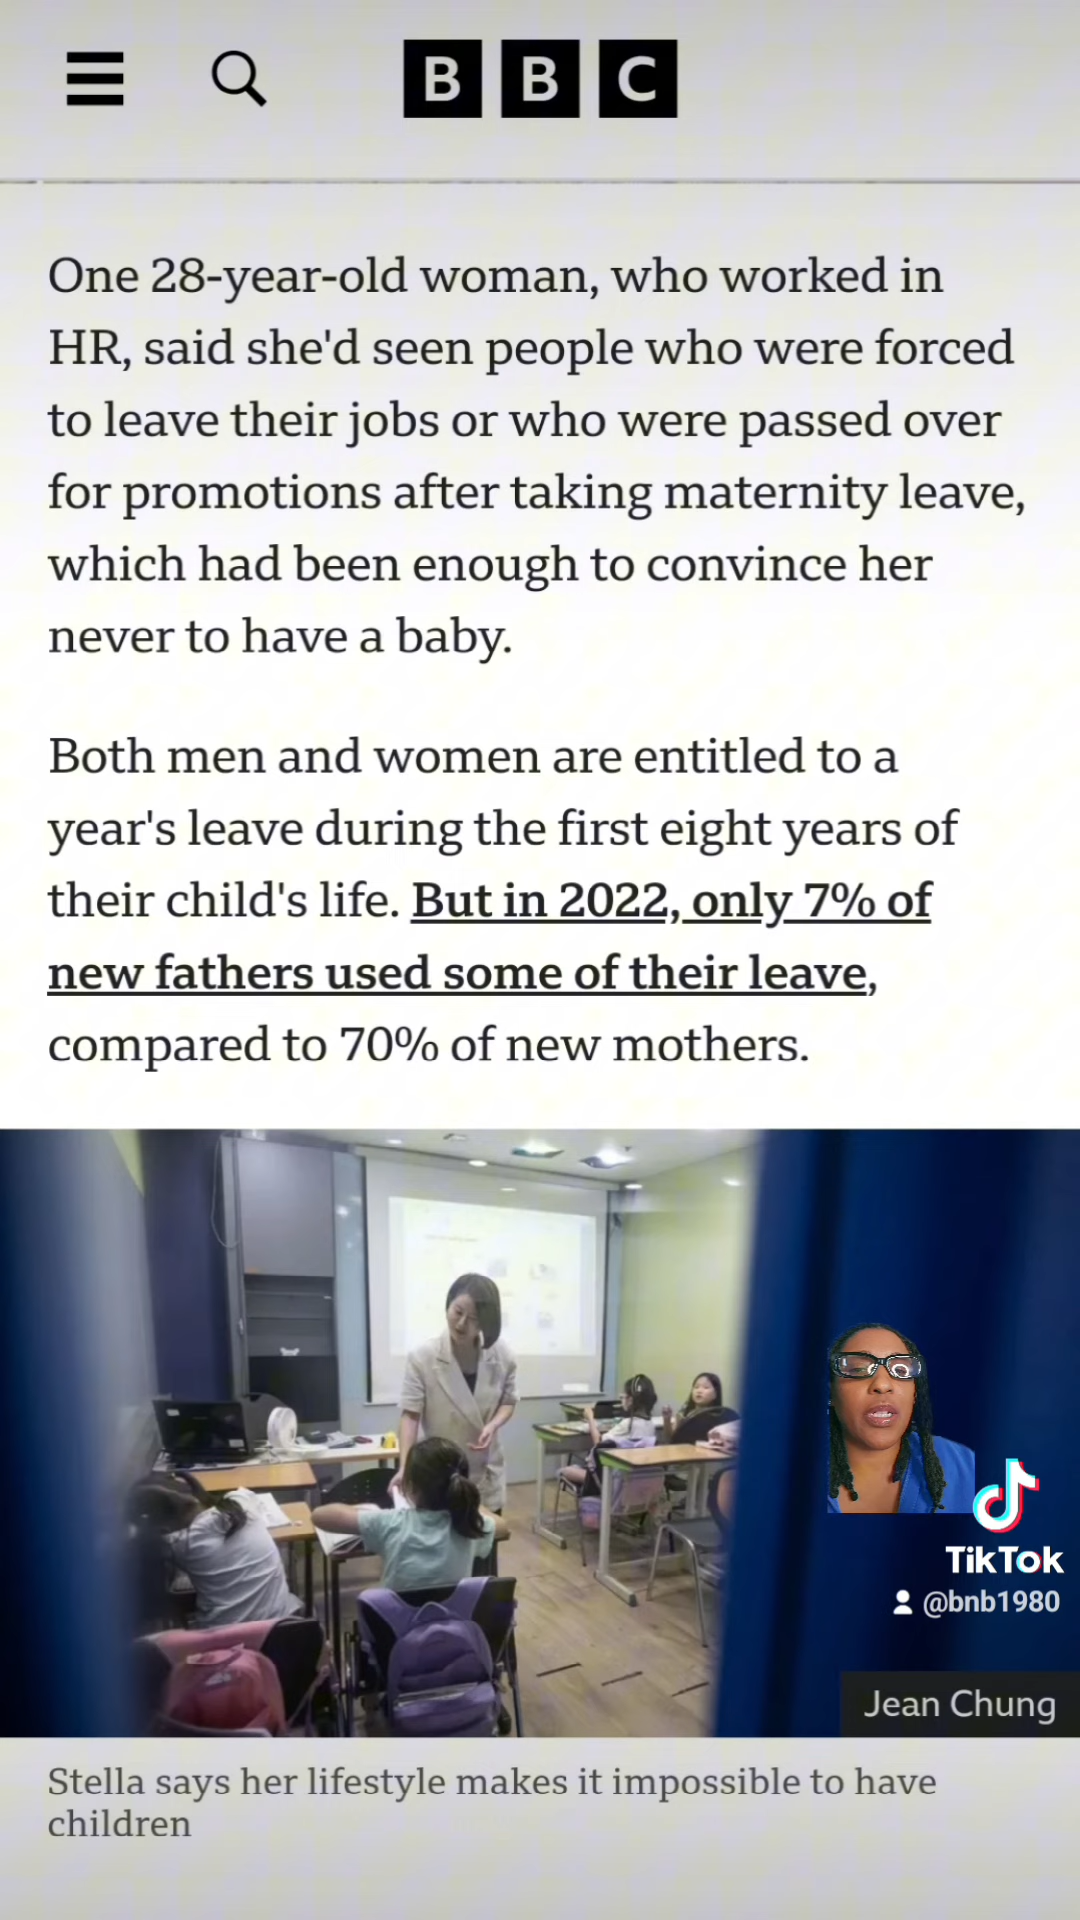 BBC
One 28-year-old woman, who worked in
HR, said she'd seen people who were forced
to leave their jobs or who were passed over
for promotions after taking maternity leave,
which had been enough to convince her
never to have a baby.
Both men and women are entitled to a
year's leave during the first eight years of
their child's life. But in 2022, only 7% of
new fathers used some of their leave,
compared to 70% of new mothers.
TikTok
@bnb1980
Jean Chung
Stella says her lifestyle makes it impossible to have
children